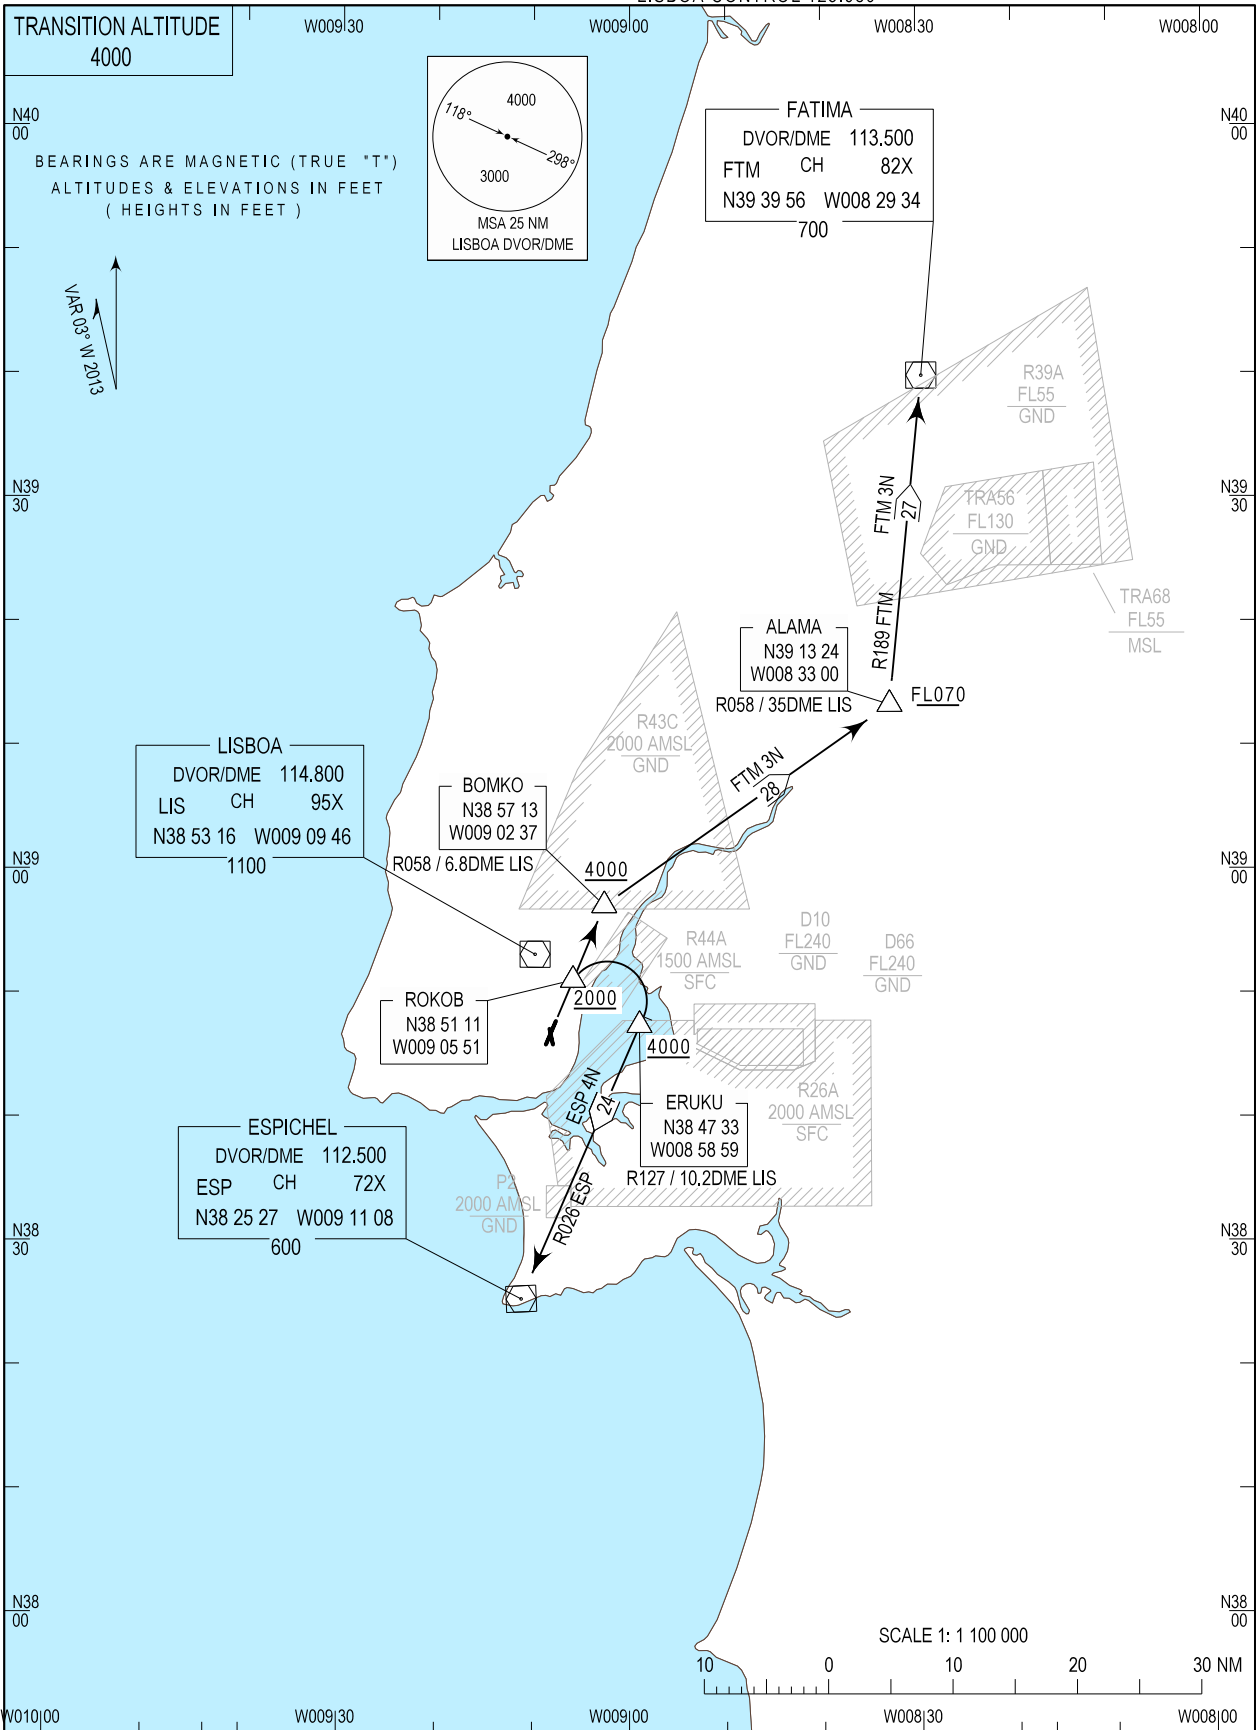 TRANSITION ALTITUDE
4000
W009 30
W009 00
W008 30
W008 00
N40
00
N40
00
BEARINGS ARE MAGNETIC (TRUE "T")
ALTITUDES & ELEVATIONS IN FEET
( HEIGHTS IN FEET )
VAR 03° W 2013
118°
4000
298°
3000
MSA 25 NM
LISBOA DVOR/DME
FATIMA
DVOR/DME 113.500
FTM CH 82X
N39 39 56 W008 29 34
700
R39A
FL55
GND
TRA56
FL130
GND
TRA68
FL55
MSL
N39
30
N39
30
FTM 3N
27
R189 FTM
ALAMA
N39 13 24
W008 33 00
R058 / 35DME LIS
FL070
R43C
2000 AMSL
GND
FTM 3N
28
LISBOA
DVOR/DME 114.800
LIS CH 95X
N38 53 16 W009 09 46
1100
BOMKO
N38 57 13
W009 02 37
R058 / 6.8DME LIS
4000
N39
00
N39
00
R44A
1500 AMSL
SFC
D10
FL240
GND
D66
FL240
GND
ROKOB
N38 51 11
W009 05 51
2000
4000
ESP 4N
24
R026 ESP
ERUKU
N38 47 33
W008 58 59
R127 / 10.2DME LIS
R26A
2000 AMSL
SFC
ESPICHEL
DVOR/DME 112.500
ESP CH 72X
N38 25 27 W009 11 08
600
P2
2000 AMSL
GND
N38
30
N38
30
N38
00
N38
00
SCALE 1: 1 100 000
10 0 10 20 30 NM
W010 00
W009 30
W009 00
W008 30
W008 00